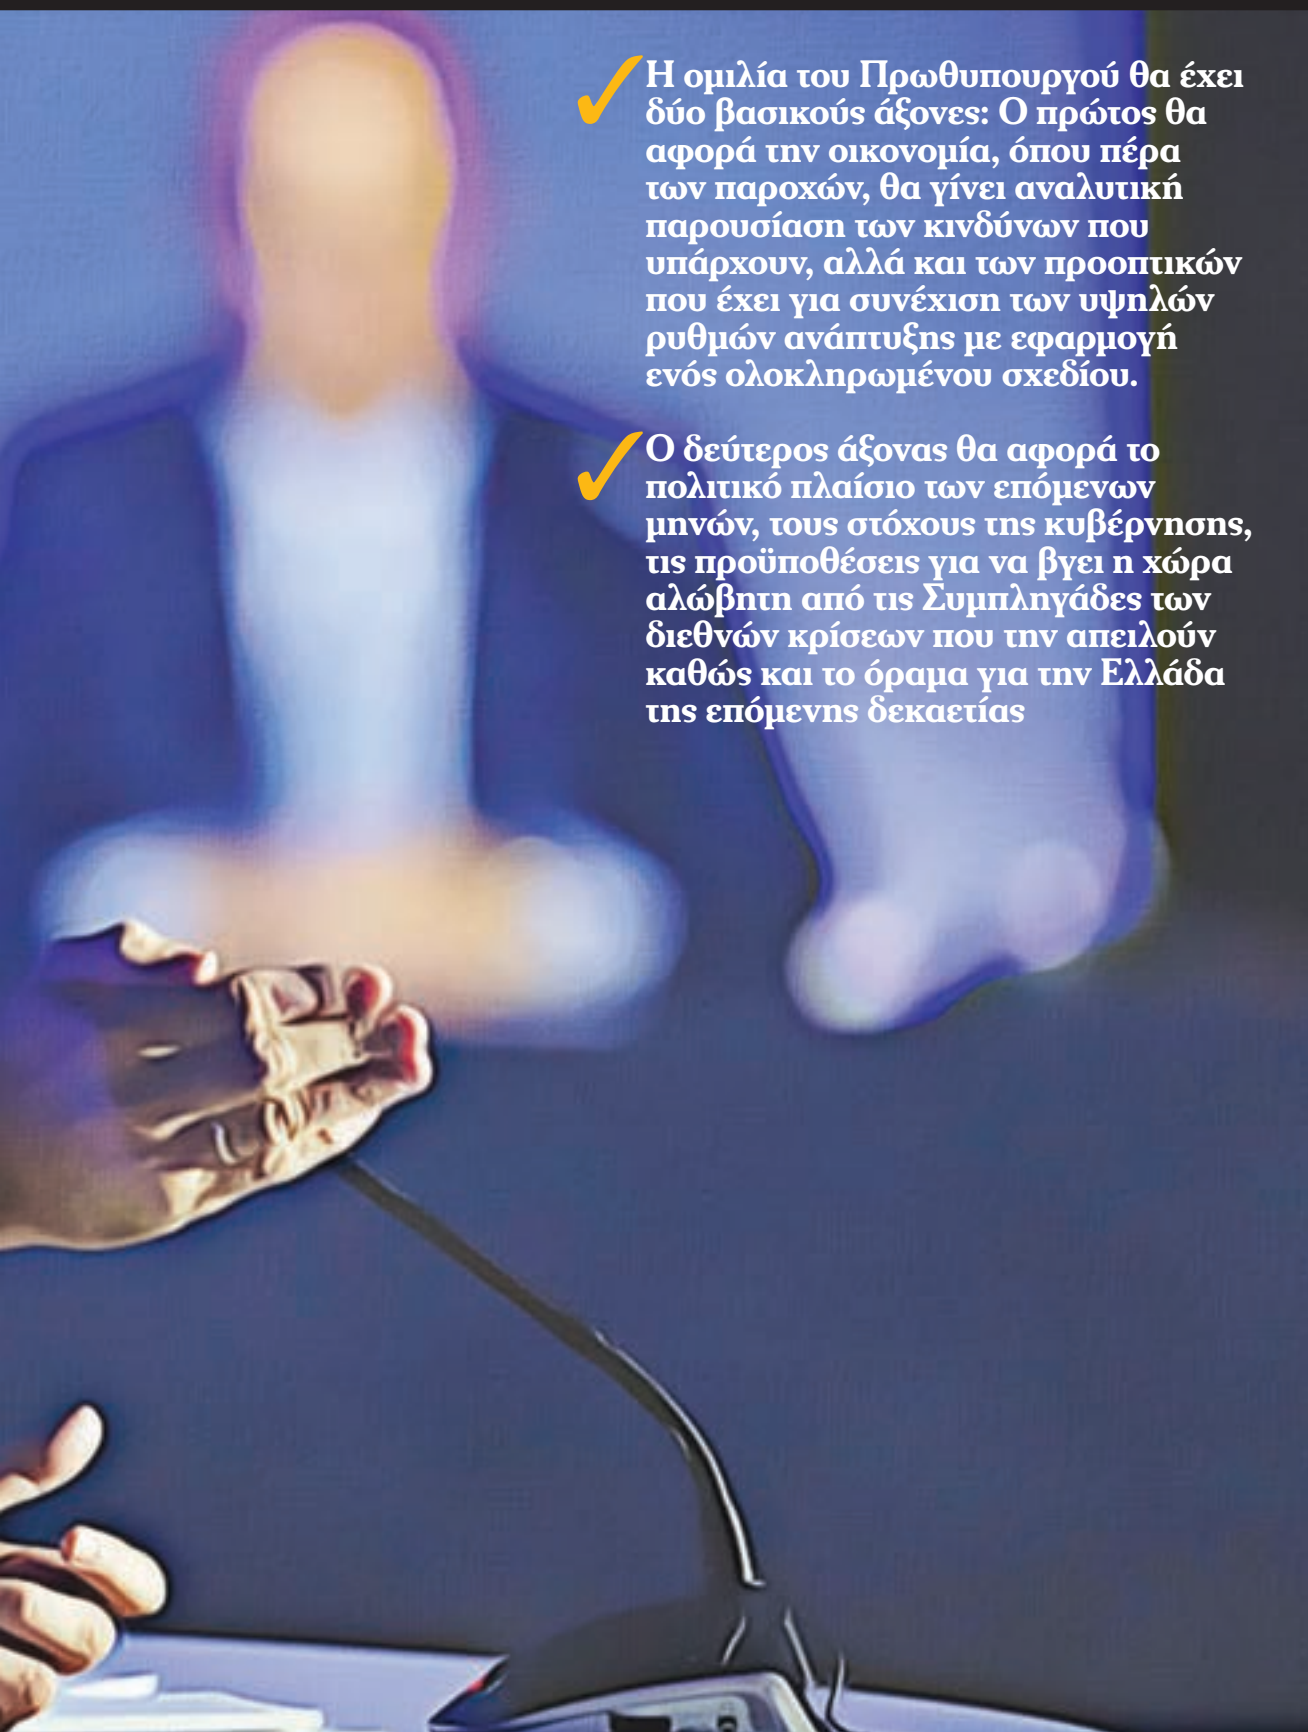 Η ομιλία του Πρωθυπουργού θα έχει
δύο βασικούς άξονες: Ο πρώτος θα
αφορά την οικονομία, όπου πέρα
των παροχών, θα γίνει αναλυτική
παρουσίαση των κινδύνων που
υπάρχουν, αλλά και των προοπτικών
που έχει για συνέχιση των υψηλών
ρυθμών ανάπτυξης με εφαρμογή
ενός ολοκληρωμένου σχεδίου.
Ο δεύτερος άξονας θα αφορά το
πολιτικό πλαίσιο των επόμενων
μηνών, τους στόχους της κυβέρνησης,
τις προϋποθέσεις για να βγει η χώρα
αλώβητη από τις Συμπληγάδες των
διεθνών κρίσεων που την απειλούν
καθώς και το όραμα για την Ελλάδα
της επόμενης δεκαετίας